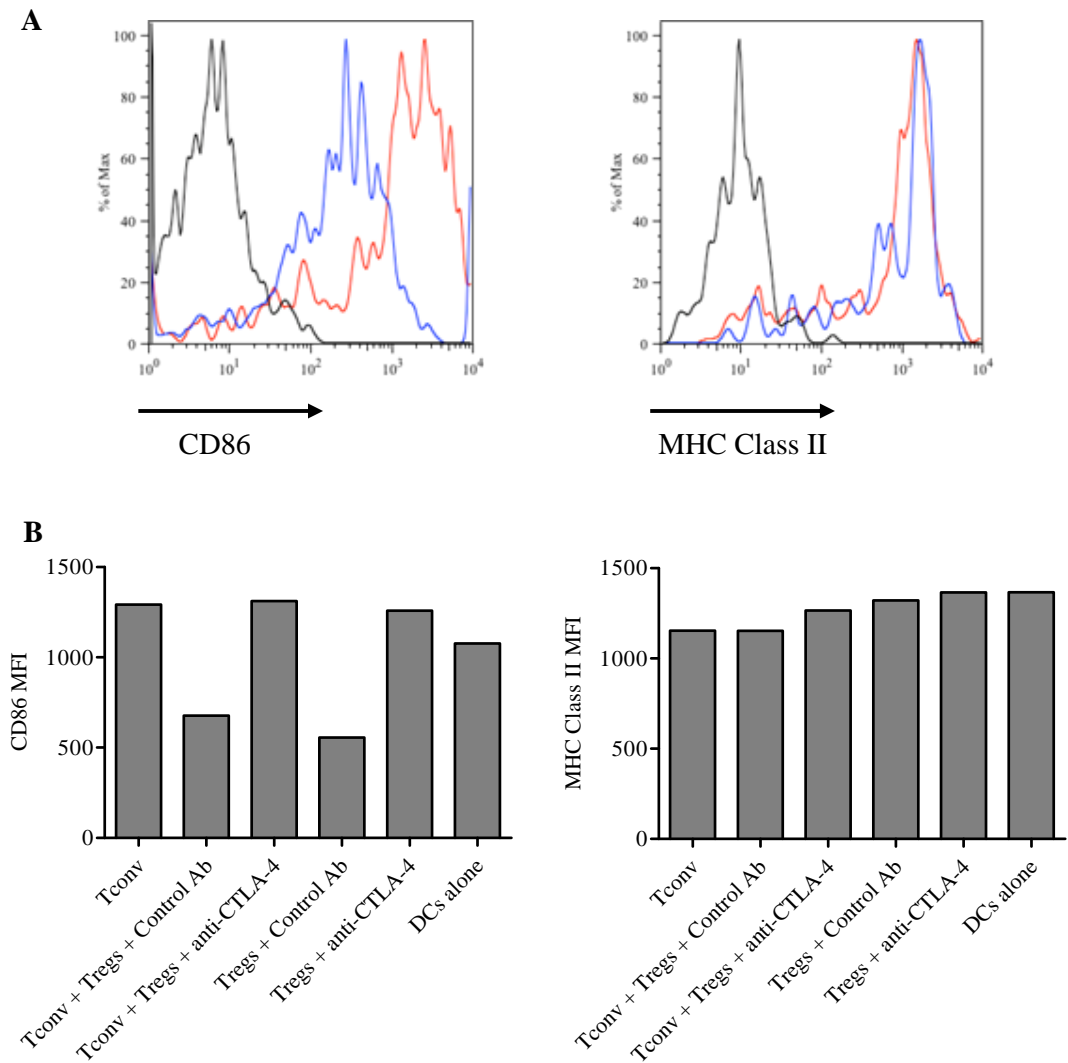 A
100
80
60
40
20
0
% of Max
10^0 10^1 10^2 10^3 10^4
CD86
100
80
60
40
20
0
% of Max
10^0 10^1 10^2 10^3 10^4
MHC Class II
B
1500
1000
500
0
CD86 MFI
Tconv
Tconv + Tregs + Control Ab
Tconv + Tregs + anti-CTLA-4
Tregs + Control Ab
Tregs + anti-CTLA-4
DCs alone
1500
1000
500
0
MHC Class II MFI
Tconv
Tconv + Tregs + Control Ab
Tconv + Tregs + anti-CTLA-4
Tregs + Control Ab
Tregs + anti-CTLA-4
DCs alone